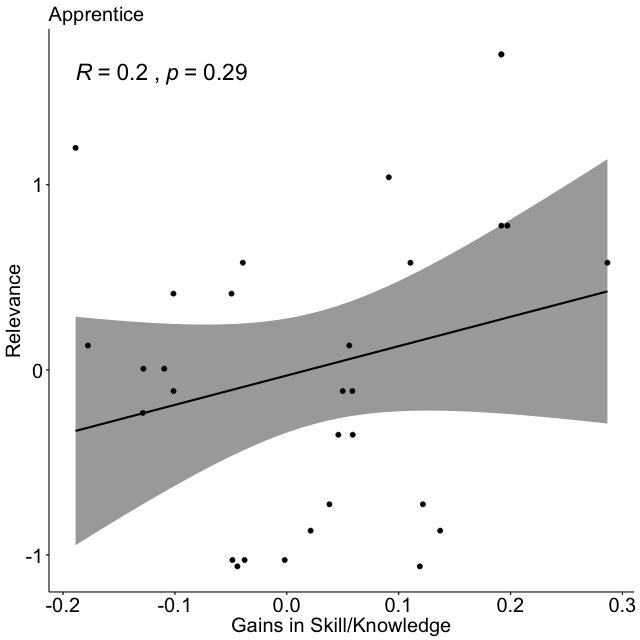 Apprentice
R = 0.2 , p = 0.29
1
0
-1
Relevance
-0.2 -0.1 0.0 0.1 0.2 0.3
Gains in Skill/Knowledge